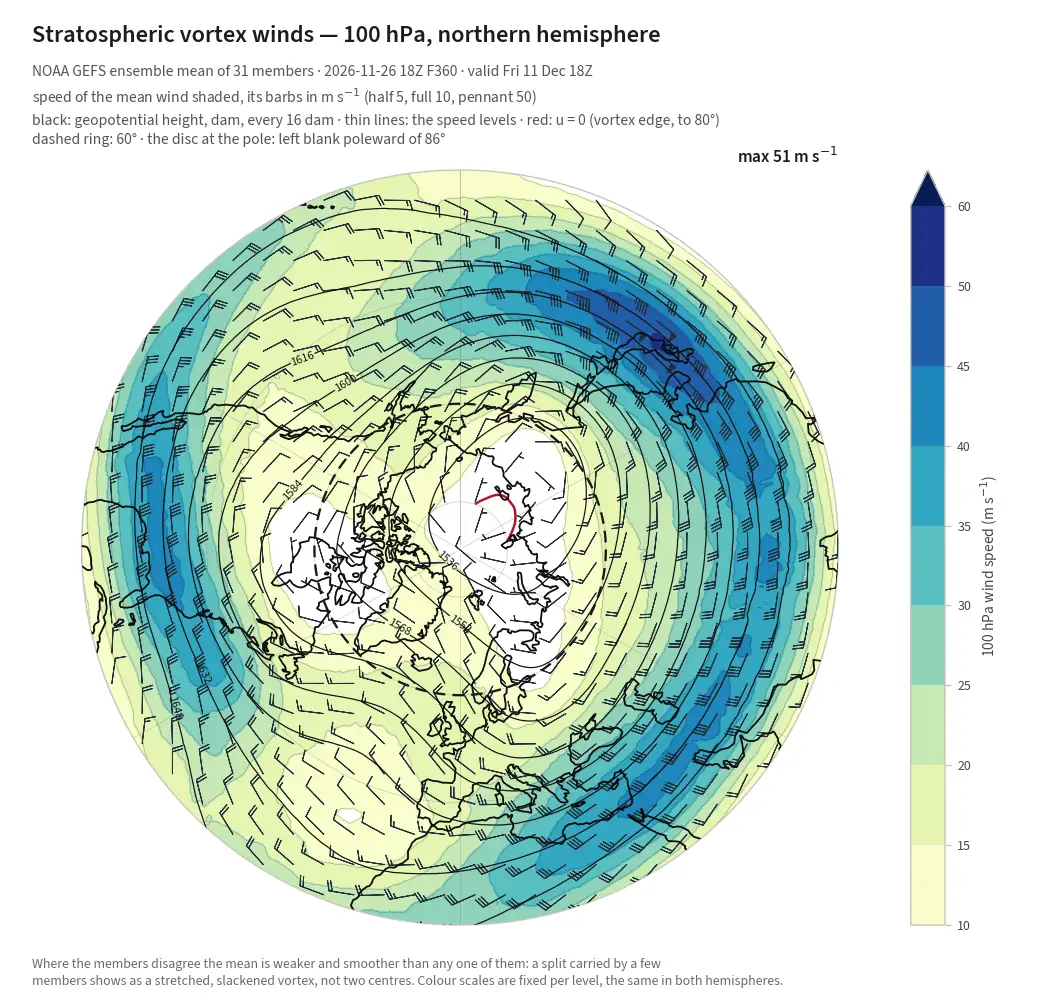 Stratospheric vortex winds — 100 hPa, northern hemisphere
NOAA GEFS ensemble mean of 31 members · 2026-11-26 18Z F360 · valid Fri 11 Dec 18Z
speed of the mean wind shaded, its barbs in m s⁻¹ (half 5, full 10, pennant 50)
black: geopotential height, dam, every 16 dam · thin lines: the speed levels · red: u = 0 (vortex edge, to 80°)
dashed ring: 60° · the disc at the pole: left blank poleward of 86°
max 51 m s⁻¹
60
50
45
40
35
30
25
20
15
10
100 hPa wind speed (m s⁻¹)
1616
1600
1584
1536
1568
1632
1648
Where the members disagree the mean is weaker and smoother than any one of them: a split carried by a few
members shows as a stretched, slackened vortex, not two centres. Colour scales are fixed per level, the same in both hemispheres.